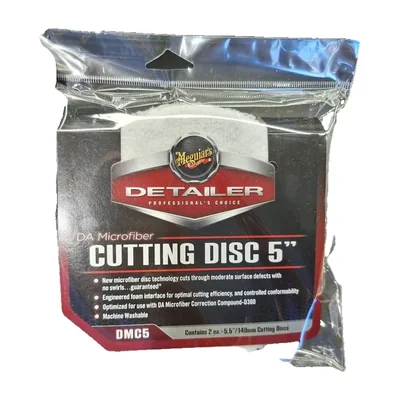 Meguiar's
DETAILER
PROFESSIONAL'S CHOICE
DA Microfiber
CUTTING DISC 5"
• New microfiber disc technology cuts through moderate surface defects with
no swirls...guaranteed*
• Engineered foam interface for optimal cutting efficiency, and controlled conformability
• Optimized for use with DA Microfiber Correction Compound-D300
• Machine Washable
DMC5
Contains 2 ea. - 5.5"/140mm Cutting Discs